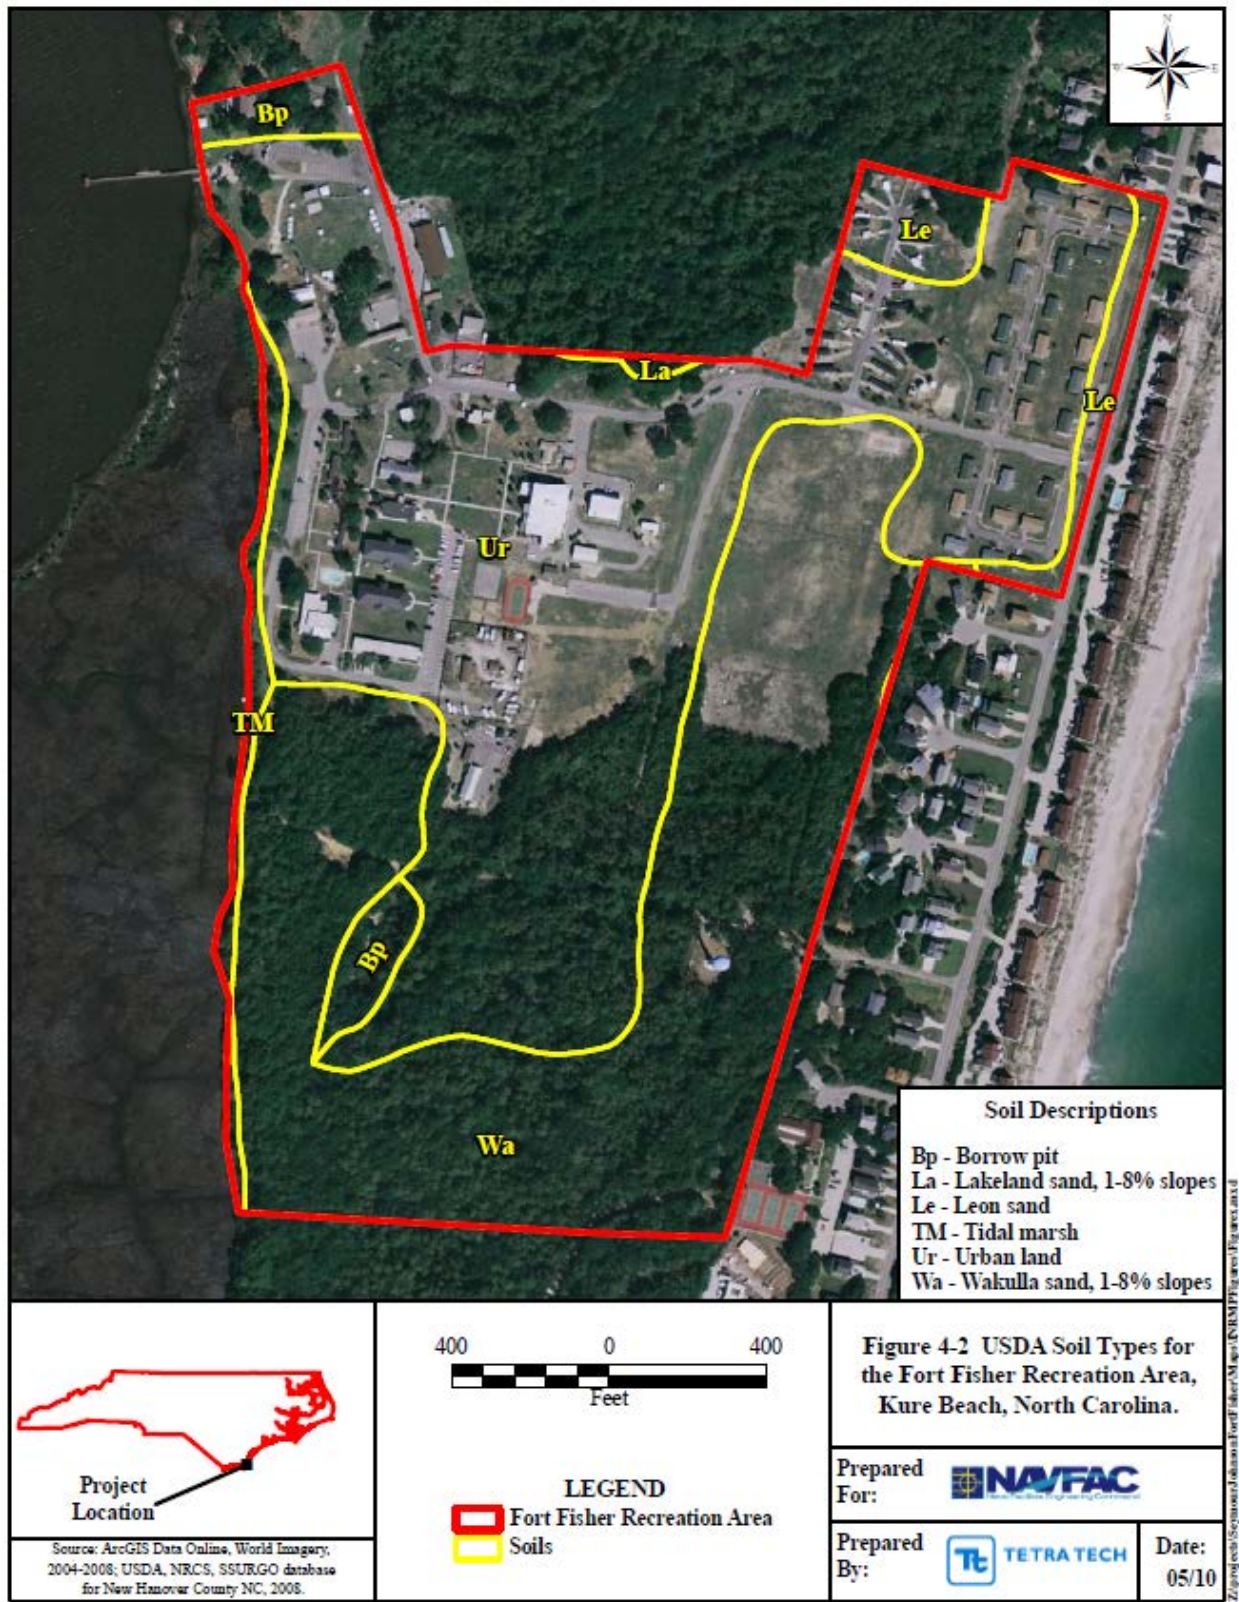 N
W
E
S
Bp
Le
La
Le
Ur
TM
Bp
Wa
Soil Descriptions
Bp - Borrow pit
La - Lakeland sand, 1-8% slopes
Le - Leon sand
TM - Tidal marsh
Ur - Urban land
Wa - Wakulla sand, 1-8% slopes
Project
Location
Source: ArcGIS Data Online, World Imagery,
2004-2008; USDA, NRCS, SSURGO database
for New Hanover County NC, 2008.
400 0 400
Feet
LEGEND
Fort Fisher Recreation Area
Soils
Figure 4-2 USDA Soil Types for
the Fort Fisher Recreation Area,
Kure Beach, North Carolina.
Prepared
For:
NAVFAC
Prepared
By:
Tt TETRA TECH
Date:
05/10